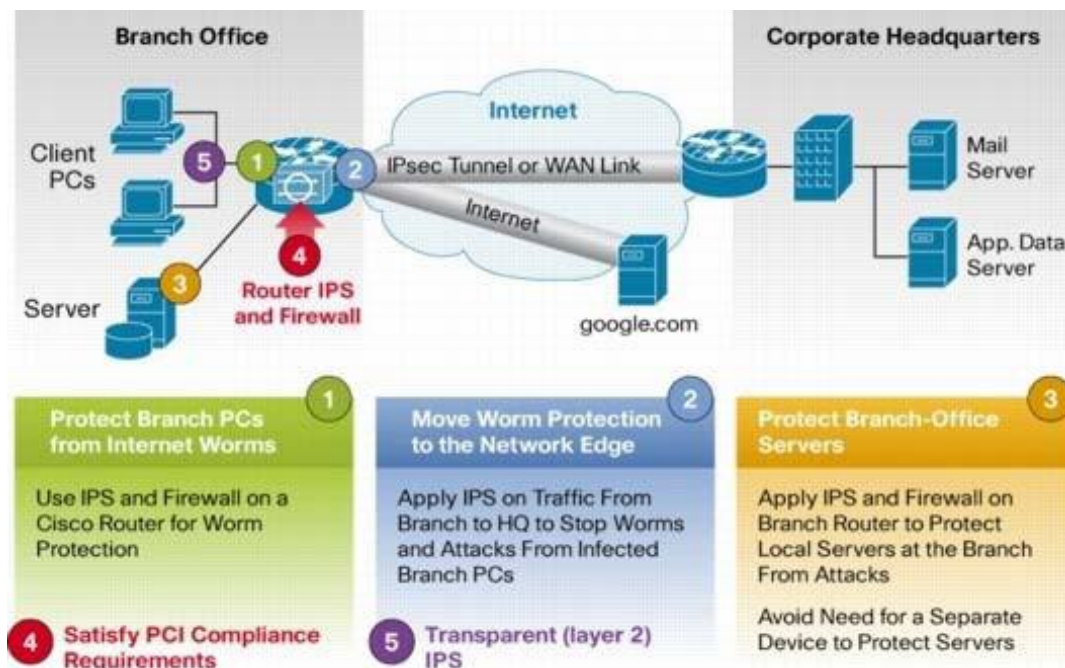 Branch Office
Corporate Headquarters
Internet
Client
PCs
5
1
2
IPsec Tunnel or WAN Link
Internet
Mail
Server
App. Data
Server
4
3
Router IPS
and Firewall
Server
google.com
1
Protect Branch PCs
from Internet Worms
Use IPS and Firewall on a
Cisco Router for Worm
Protection
2
Move Worm Protection
to the Network Edge
Apply IPS on Traffic From
Branch to HQ to Stop Worms
and Attacks From Infected
Branch PCs
3
Protect Branch-Office
Servers
Apply IPS and Firewall on
Branch Router to Protect
Local Servers at the Branch
From Attacks
Avoid Need for a Separate
Device to Protect Servers
4 Satisfy PCI Compliance
Requirements
5 Transparent (layer 2)
IPS